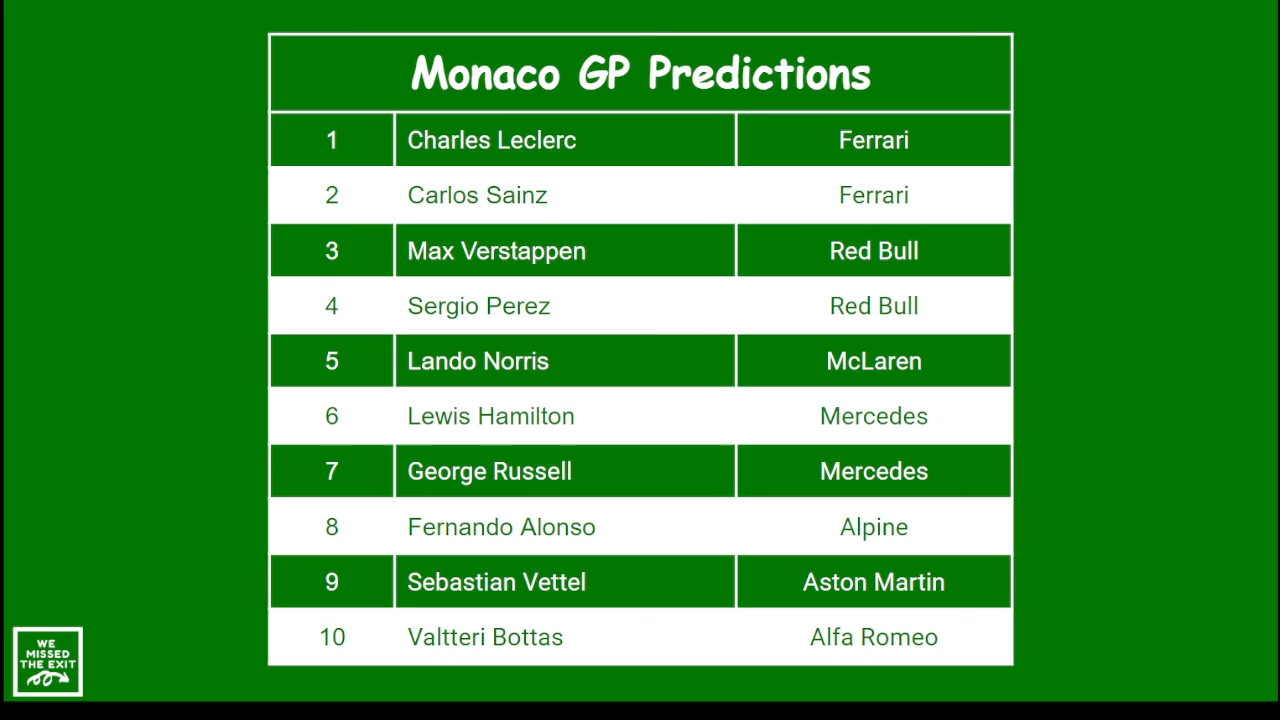 Monaco GP Predictions
1 Charles Leclerc Ferrari
2 Carlos Sainz Ferrari
3 Max Verstappen Red Bull
4 Sergio Perez Red Bull
5 Lando Norris McLaren
6 Lewis Hamilton Mercedes
7 George Russell Mercedes
8 Fernando Alonso Alpine
9 Sebastian Vettel Aston Martin
10 Valtteri Bottas Alfa Romeo
WE
MISSED
THE EXIT